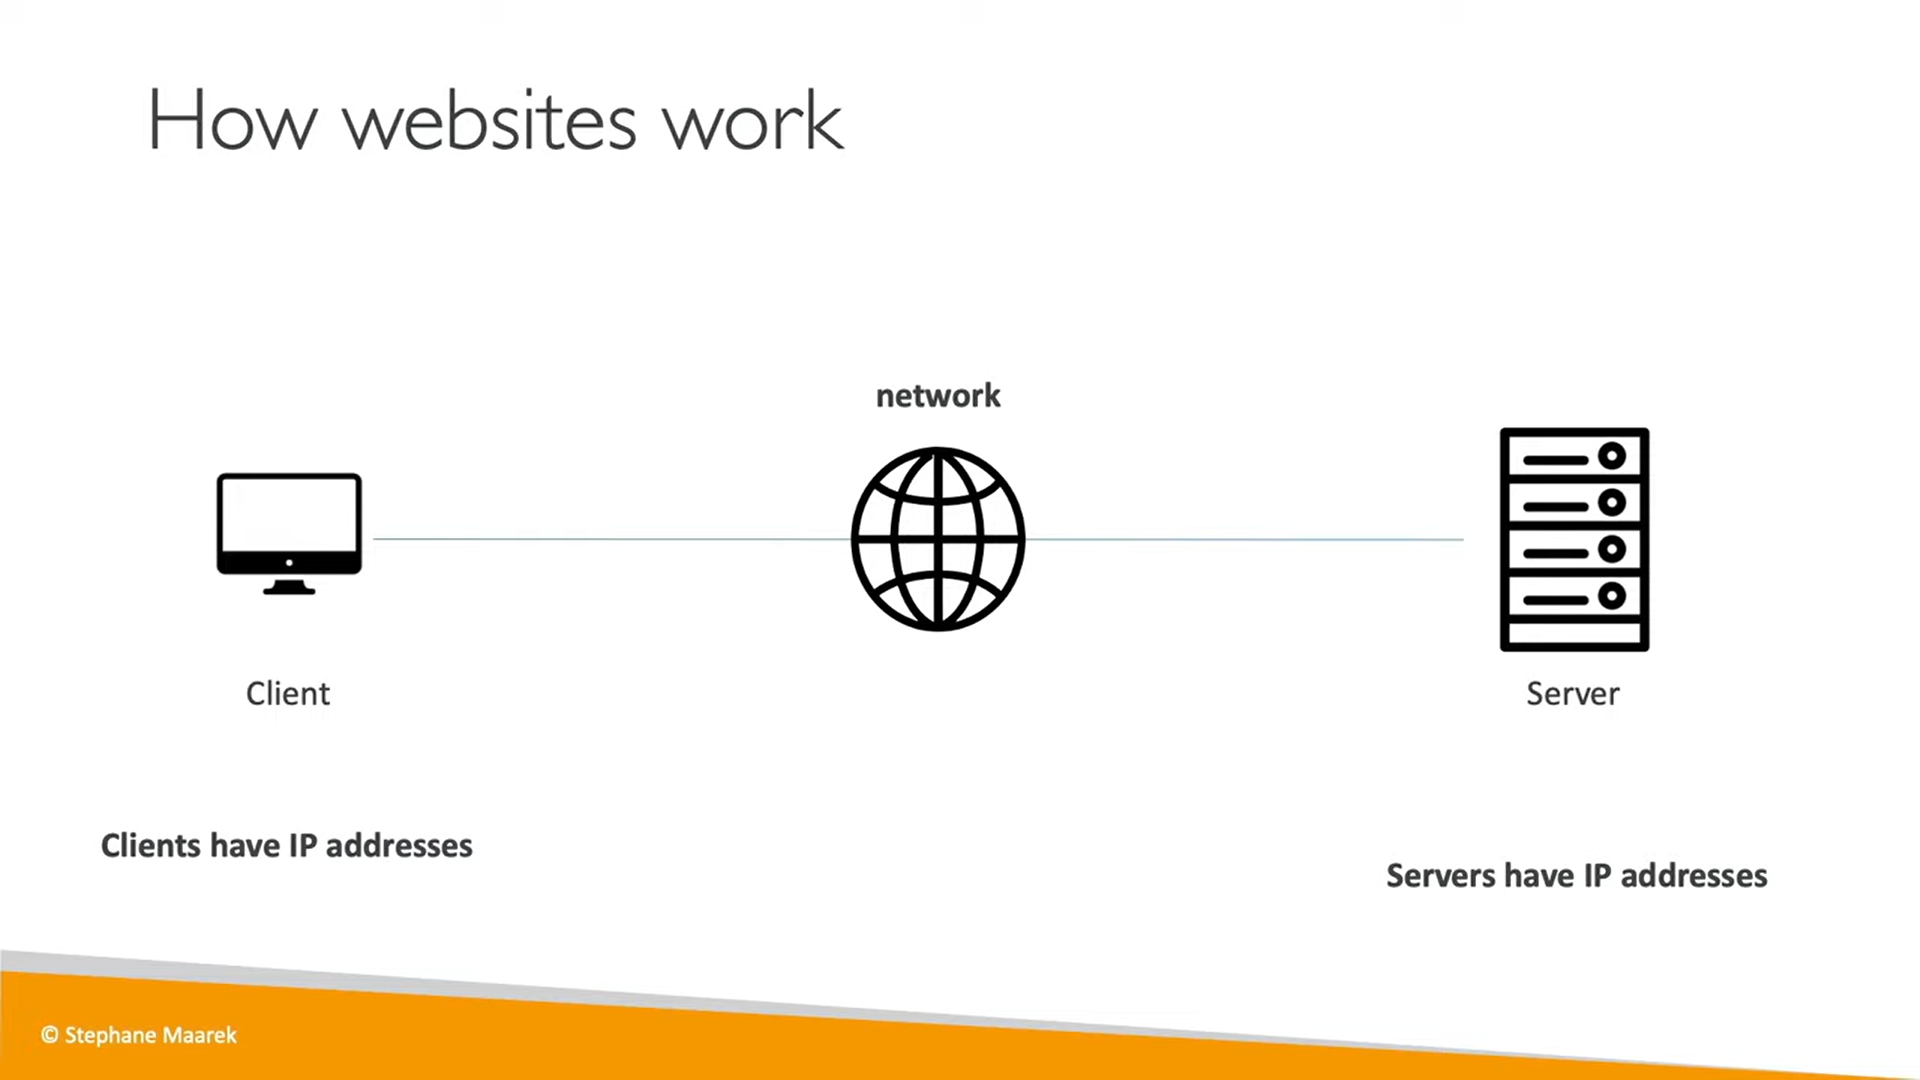 How websites work
network
Client
Server
Clients have IP addresses
Servers have IP addresses
© Stephane Maarek